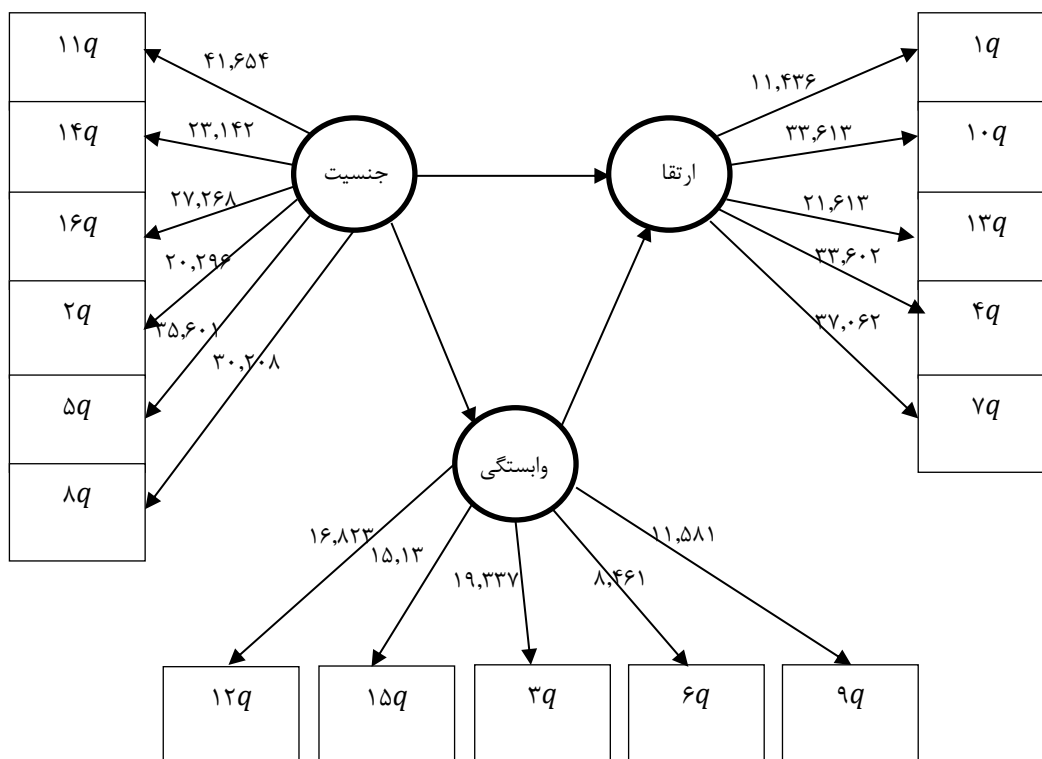 ۱۱q
۱q
۴۱,۶۵۴
۱۱,۴۳۶
۱۴q
۱۰q
۲۳,۱۴۲
۳۳,۶۱۳
جنسیت
ارتقا
۲۷,۲۶۸
۲۱,۶۱۳
۱۶q
۱۳q
۲۰,۲۹۶
۳۳,۶۰۲
۲q
۴q
۳۵,۶۰۱
۳۷,۰۶۲
۳۰,۲۰۸
۵q
۷q
وابستگی
۸q
۱۶,۸۲۳
۱۵,۱۳
۱۹,۳۳۷
۸,۴۶۱
۱۱,۵۸۱
۱۲q
۱۵q
۳q
۶q
۹q